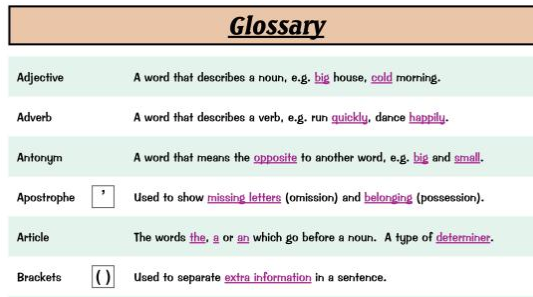 Glossary
Adjective A word that describes a noun, e.g. big house, cold morning.
Adverb A word that describes a verb, e.g. run quickly, dance happily.
Antonym A word that means the opposite to another word, e.g. big and small.
Apostrophe ’ Used to show missing letters (omission) and belonging (possession).
Article The words the, a or an which go before a noun. A type of determiner.
Brackets ( ) Used to separate extra information in a sentence.